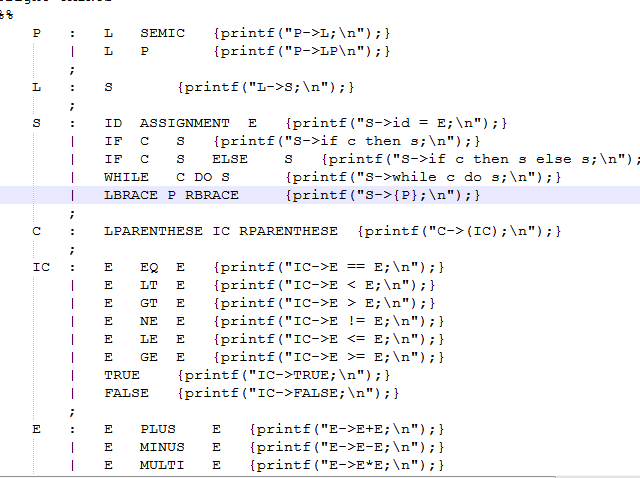 %%
P : L SEMIC {printf("P->L;\n");}
| L P {printf("P->LP\n");}
;
L : S {printf("L->S;\n");}
;
S : ID ASSIGNMENT E {printf("S->id = E;\n");}
| IF C S {printf("S->if c then s;\n");}
| IF C S ELSE S {printf("S->if c then s else s;\n");
| WHILE C DO S {printf("S->while c do s;\n");}
| LBRACE P RBRACE {printf("S->{P};\n");}
;
C : LPARENTHESE IC RPARENTHESE {printf("C->(IC);\n");}
;
IC : E EQ E {printf("IC->E == E;\n");}
| E LT E {printf("IC->E < E;\n");}
| E GT E {printf("IC->E > E;\n");}
| E NE E {printf("IC->E != E;\n");}
| E LE E {printf("IC->E <= E;\n");}
| E GE E {printf("IC->E >= E;\n");}
| TRUE {printf("IC->TRUE;\n");}
| FALSE {printf("IC->FALSE;\n");}
;
E : E PLUS E {printf("E->E+E;\n");}
| E MINUS E {printf("E->E-E;\n");}
| E MULTI E {printf("E->E*E;\n");}